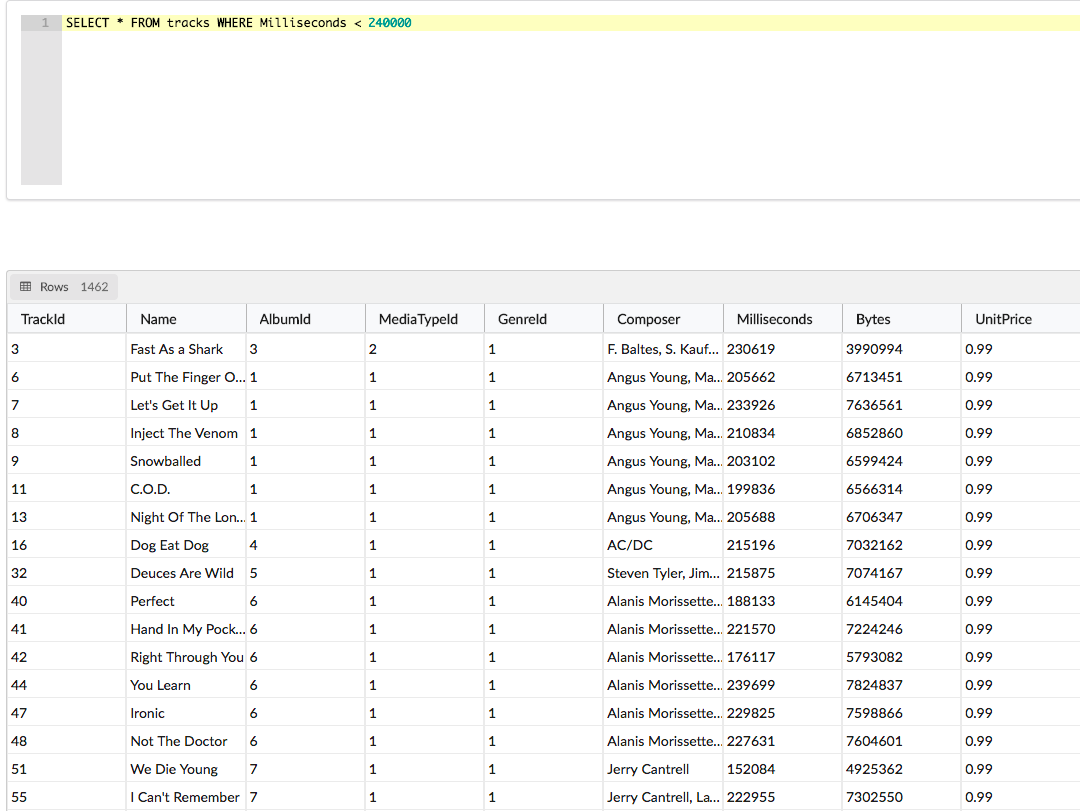 1 SELECT * FROM tracks WHERE Milliseconds < 240000
Rows 1462
TrackId Name AlbumId MediaTypeId GenreId Composer Milliseconds Bytes UnitPrice
3 Fast As a Shark 3 2 1 F. Baltes, S. Kauf... 230619 3990994 0.99
6 Put The Finger O... 1 1 1 Angus Young, Ma... 205662 6713451 0.99
7 Let's Get It Up 1 1 1 Angus Young, Ma... 233926 7636561 0.99
8 Inject The Venom 1 1 1 Angus Young, Ma... 210834 6852860 0.99
9 Snowballed 1 1 1 Angus Young, Ma... 203102 6599424 0.99
11 C.O.D. 1 1 1 Angus Young, Ma... 199836 6566314 0.99
13 Night Of The Lon... 1 1 1 Angus Young, Ma... 205688 6706347 0.99
16 Dog Eat Dog 4 1 1 AC/DC 215196 7032162 0.99
32 Deuces Are Wild 5 1 1 Steven Tyler, Jim... 215875 7074167 0.99
40 Perfect 6 1 1 Alanis Morissette... 188133 6145404 0.99
41 Hand In My Pock... 6 1 1 Alanis Morissette... 221570 7224246 0.99
42 Right Through You 6 1 1 Alanis Morissette... 176117 5793082 0.99
44 You Learn 6 1 1 Alanis Morissette... 239699 7824837 0.99
47 Ironic 6 1 1 Alanis Morissette... 229825 7598866 0.99
48 Not The Doctor 6 1 1 Alanis Morissette... 227631 7604601 0.99
51 We Die Young 7 1 1 Jerry Cantrell 152084 4925362 0.99
55 I Can't Remember 7 1 1 Jerry Cantrell, La... 222955 7302550 0.99